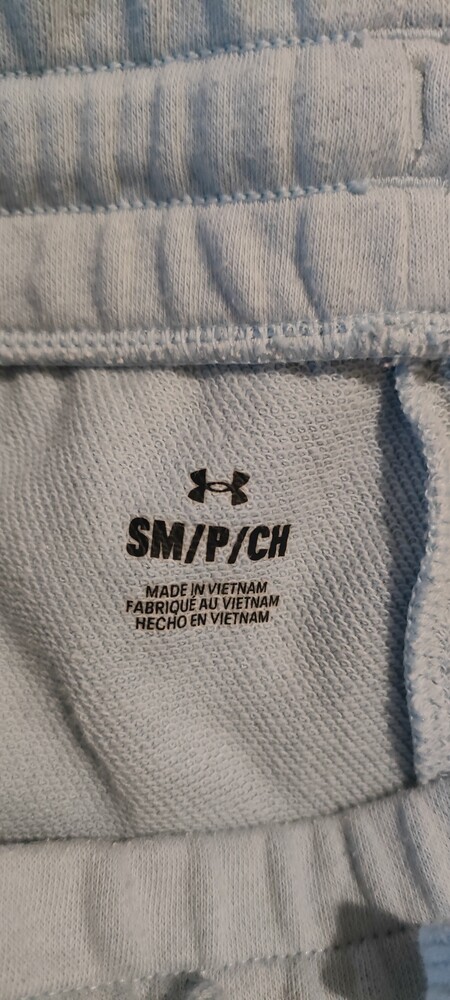 SM/P/CH
MADE IN VIETNAM
FABRIQUÉ AU VIETNAM
HECHO EN VIETNAM